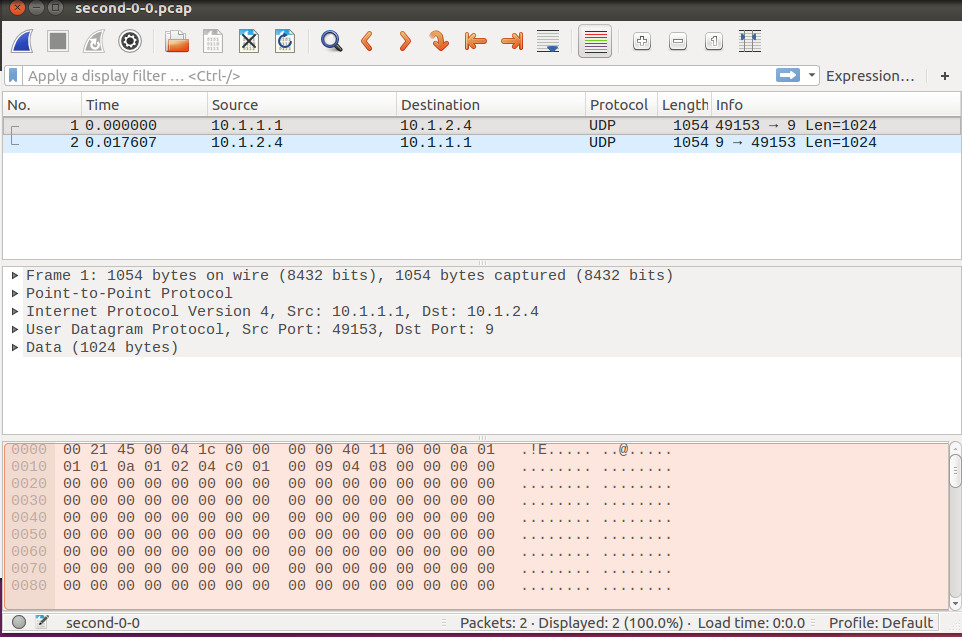 second-0-0.pcap
Apply a display filter … <Ctrl-/> Expression… +
No. Time Source Destination Protocol Length Info
1 0.000000 10.1.1.1 10.1.2.4 UDP 1054 49153 → 9 Len=1024
2 0.017607 10.1.2.4 10.1.1.1 UDP 1054 9 → 49153 Len=1024
Frame 1: 1054 bytes on wire (8432 bits), 1054 bytes captured (8432 bits)
Point-to-Point Protocol
Internet Protocol Version 4, Src: 10.1.1.1, Dst: 10.1.2.4
User Datagram Protocol, Src Port: 49153, Dst Port: 9
Data (1024 bytes)
0000 00 21 45 00 04 1c 00 00 00 00 40 11 00 00 0a 01 .!E..... ..@.....
0010 01 01 0a 01 02 04 c0 01 00 09 04 08 00 00 00 00 ........ ........
0020 00 00 00 00 00 00 00 00 00 00 00 00 00 00 00 00 ........ ........
0030 00 00 00 00 00 00 00 00 00 00 00 00 00 00 00 00 ........ ........
0040 00 00 00 00 00 00 00 00 00 00 00 00 00 00 00 00 ........ ........
0050 00 00 00 00 00 00 00 00 00 00 00 00 00 00 00 00 ........ ........
0060 00 00 00 00 00 00 00 00 00 00 00 00 00 00 00 00 ........ ........
0070 00 00 00 00 00 00 00 00 00 00 00 00 00 00 00 00 ........ ........
0080 00 00 00 00 00 00 00 00 00 00 00 00 00 00 00 00 ........ ........
second-0-0 Packets: 2 · Displayed: 2 (100.0%) · Load time: 0:0.0 Profile: Default